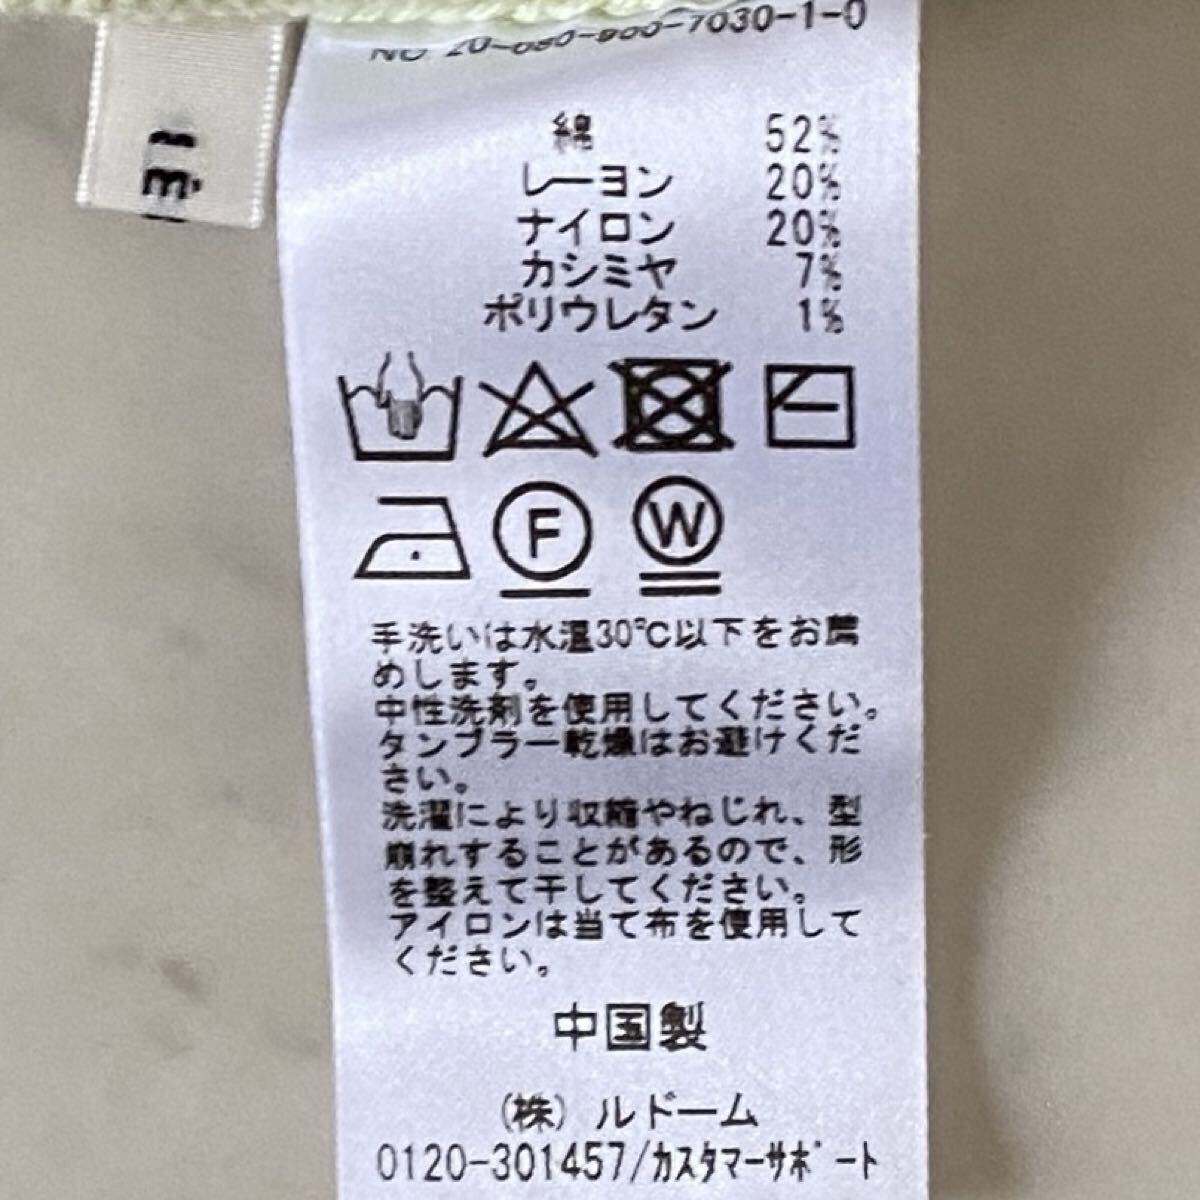 NO 20-080-900-7030-1-0
綿 52%
レーヨン 20%
ナイロン 20%
カシミヤ 7%
ポリウレタン 1%
F W
手洗いは水温30℃以下をお薦
めします。
中性洗剤を使用してください。
タンブラー乾燥はお避けくだ
さい。
洗濯により収縮やねじれ、型
崩れすることがあるので、形
を整えて干してください。
アイロンは当て布を使用して
ください。
中国製
(株) ルドーム
0120-301457/カスタマーサポート